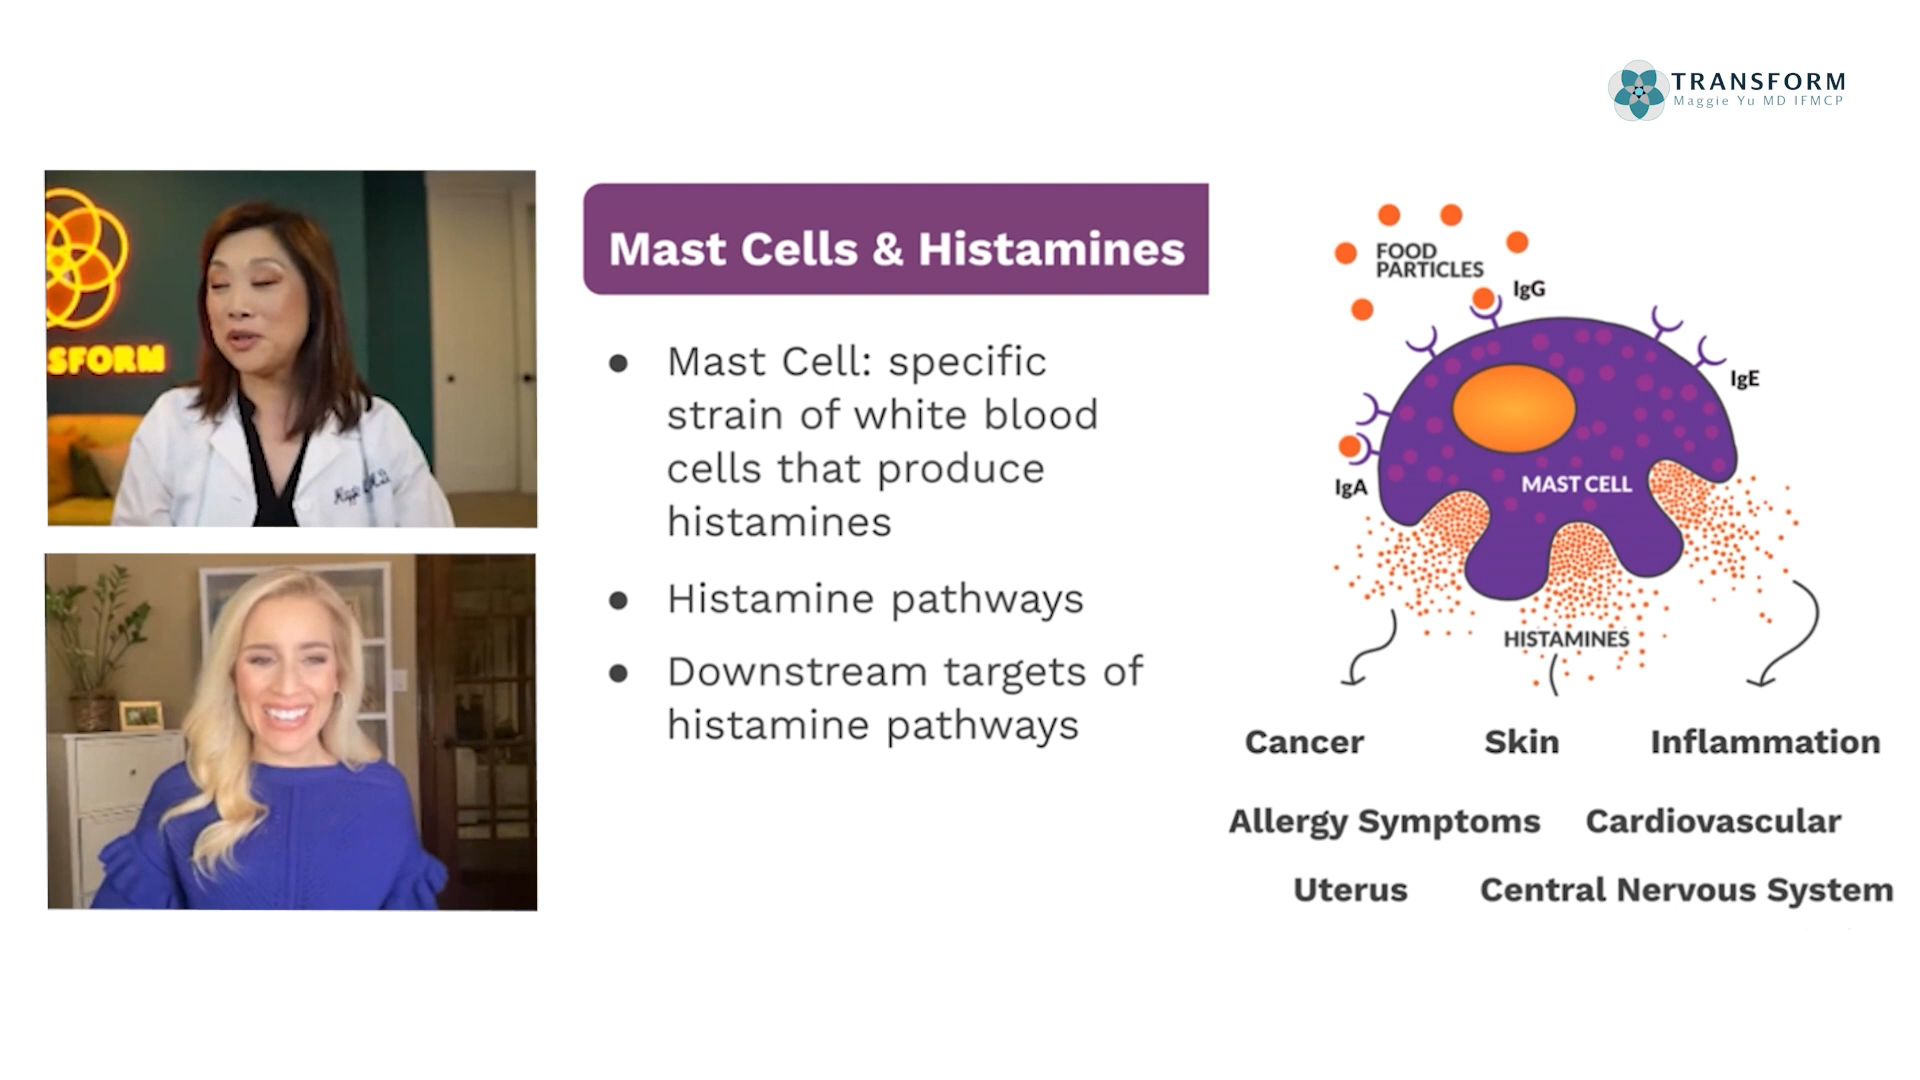 TRANSFORM
Maggie Yu MD IFMCP
SFORM
Mast Cells & Histamines
● Mast Cell: specific
strain of white blood
cells that produce
histamines
● Histamine pathways
● Downstream targets of
histamine pathways
FOOD
PARTICLES
IgG
IgE
IgA
MAST CELL
HISTAMINES
Cancer Skin Inflammation
Allergy Symptoms Cardiovascular
Uterus Central Nervous System